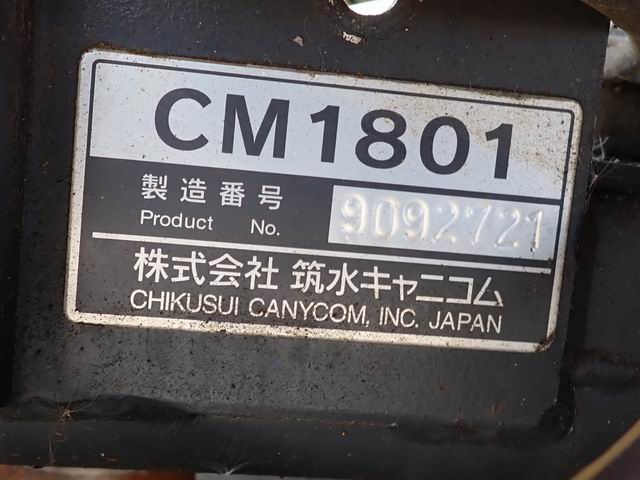 CM1801
製造番号
Product No. 9092721
株式会社 筑水キャニコム
CHIKUSUI CANYCOM, INC. JAPAN